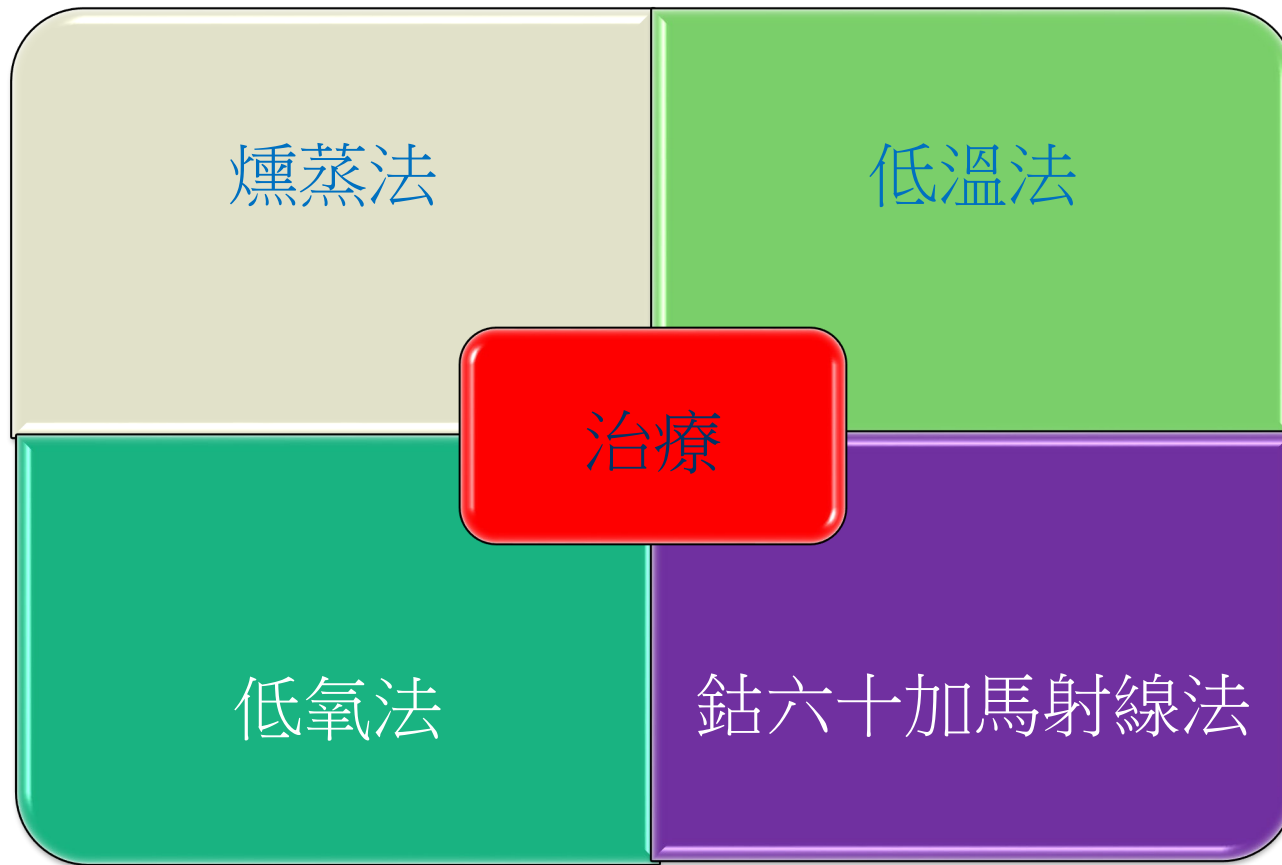 燻蒸法
低溫法
治療
低氧法
鈷六十加馬射線法